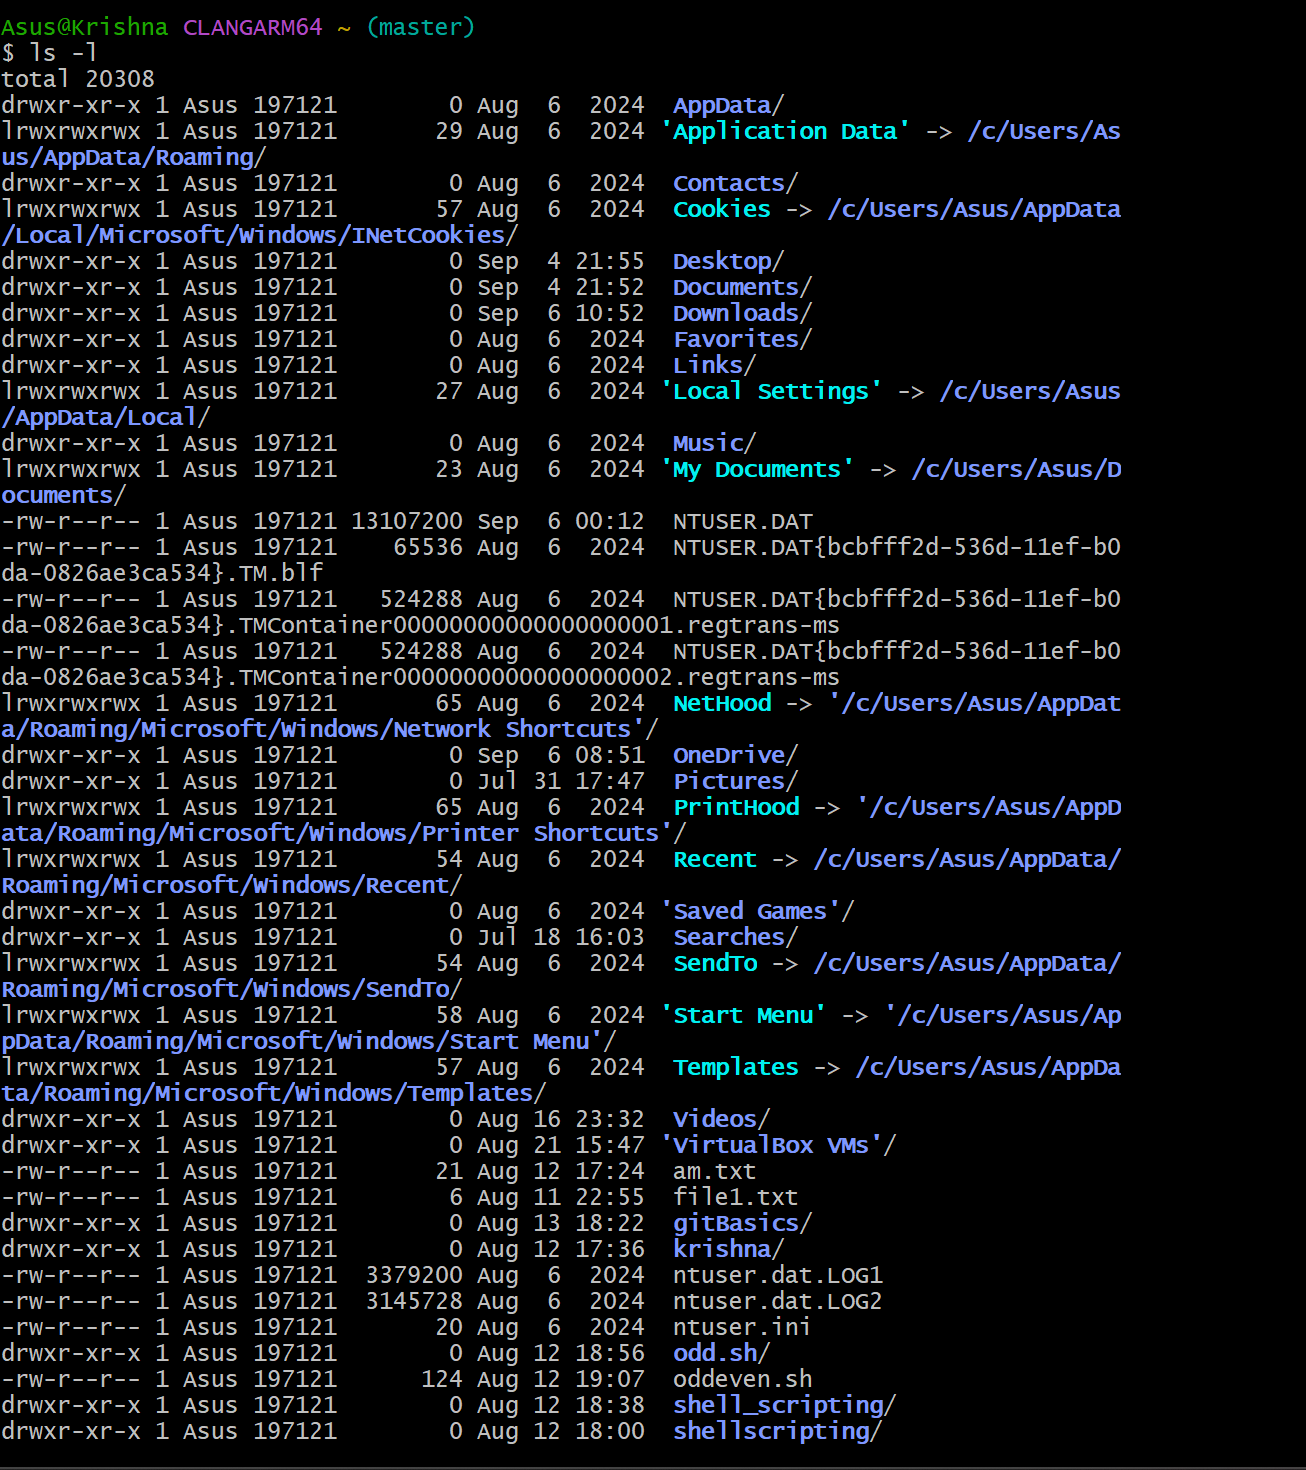 Asus@Krishna CLANGARM64 ~ (master)
$ ls -l
total 20308
drwxr-xr-x 1 Asus 197121        0 Aug  6  2024  AppData/
lrwxrwxrwx 1 Asus 197121       29 Aug  6  2024 'Application Data' -> /c/Users/As
us/AppData/Roaming/
drwxr-xr-x 1 Asus 197121        0 Aug  6  2024  Contacts/
lrwxrwxrwx 1 Asus 197121       57 Aug  6  2024  Cookies -> /c/Users/Asus/AppData
/Local/Microsoft/Windows/INetCookies/
drwxr-xr-x 1 Asus 197121        0 Sep  4 21:55  Desktop/
drwxr-xr-x 1 Asus 197121        0 Sep  4 21:52  Documents/
drwxr-xr-x 1 Asus 197121        0 Sep  6 10:52  Downloads/
drwxr-xr-x 1 Asus 197121        0 Aug  6  2024  Favorites/
drwxr-xr-x 1 Asus 197121        0 Aug  6  2024  Links/
lrwxrwxrwx 1 Asus 197121       27 Aug  6  2024 'Local Settings' -> /c/Users/Asus
/AppData/Local/
drwxr-xr-x 1 Asus 197121        0 Aug  6  2024  Music/
lrwxrwxrwx 1 Asus 197121       23 Aug  6  2024 'My Documents' -> /c/Users/Asus/D
ocuments/
-rw-r--r-- 1 Asus 197121 13107200 Sep  6 00:12  NTUSER.DAT
-rw-r--r-- 1 Asus 197121    65536 Aug  6  2024  NTUSER.DAT{bcbfff2d-536d-11ef-b0
da-0826ae3ca534}.TM.blf
-rw-r--r-- 1 Asus 197121   524288 Aug  6  2024  NTUSER.DAT{bcbfff2d-536d-11ef-b0
da-0826ae3ca534}.TMContainer00000000000000000001.regtrans-ms
-rw-r--r-- 1 Asus 197121   524288 Aug  6  2024  NTUSER.DAT{bcbfff2d-536d-11ef-b0
da-0826ae3ca534}.TMContainer00000000000000000002.regtrans-ms
lrwxrwxrwx 1 Asus 197121       65 Aug  6  2024  NetHood -> '/c/Users/Asus/AppDat
a/Roaming/Microsoft/Windows/Network Shortcuts'/
drwxr-xr-x 1 Asus 197121        0 Sep  6 08:51  OneDrive/
drwxr-xr-x 1 Asus 197121        0 Jul 31 17:47  Pictures/
lrwxrwxrwx 1 Asus 197121       65 Aug  6  2024  PrintHood -> '/c/Users/Asus/AppD
ata/Roaming/Microsoft/Windows/Printer Shortcuts'/
lrwxrwxrwx 1 Asus 197121       54 Aug  6  2024  Recent -> /c/Users/Asus/AppData/
Roaming/Microsoft/Windows/Recent/
drwxr-xr-x 1 Asus 197121        0 Aug  6  2024 'Saved Games'/
drwxr-xr-x 1 Asus 197121        0 Jul 18 16:03  Searches/
lrwxrwxrwx 1 Asus 197121       54 Aug  6  2024  SendTo -> /c/Users/Asus/AppData/
Roaming/Microsoft/Windows/SendTo/
lrwxrwxrwx 1 Asus 197121       58 Aug  6  2024 'Start Menu' -> '/c/Users/Asus/Ap
pData/Roaming/Microsoft/Windows/Start Menu'/
lrwxrwxrwx 1 Asus 197121       57 Aug  6  2024  Templates -> /c/Users/Asus/AppDa
ta/Roaming/Microsoft/Windows/Templates/
drwxr-xr-x 1 Asus 197121        0 Aug 16 23:32  Videos/
drwxr-xr-x 1 Asus 197121        0 Aug 21 15:47 'VirtualBox VMs'/
-rw-r--r-- 1 Asus 197121       21 Aug 12 17:24  am.txt
-rw-r--r-- 1 Asus 197121        6 Aug 11 22:55  file1.txt
drwxr-xr-x 1 Asus 197121        0 Aug 13 18:22  gitBasics/
drwxr-xr-x 1 Asus 197121        0 Aug 12 17:36  krishna/
-rw-r--r-- 1 Asus 197121  3379200 Aug  6  2024  ntuser.dat.LOG1
-rw-r--r-- 1 Asus 197121  3145728 Aug  6  2024  ntuser.dat.LOG2
-rw-r--r-- 1 Asus 197121       20 Aug  6  2024  ntuser.ini
drwxr-xr-x 1 Asus 197121        0 Aug 12 18:56  odd.sh/
-rw-r--r-- 1 Asus 197121      124 Aug 12 19:07  oddeven.sh
drwxr-xr-x 1 Asus 197121        0 Aug 12 18:38  shell_scripting/
drwxr-xr-x 1 Asus 197121        0 Aug 12 18:00  shellscripting/